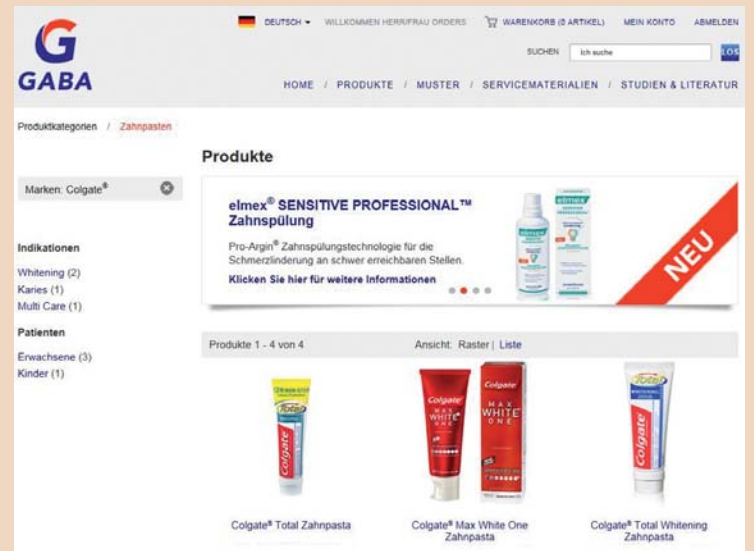 DEUTSCH WILLKOMMEN HERR/FRAU ORDERS WARENKORB (0 ARTIKEL) MEIN KONTO ABMELDEN
G
GABA
SUCHEN Ich suche LOS
HOME / PRODUKTE / MUSTER / SERVICEMATERIALIEN / STUDIEN & LITERATUR
Produktkategorien / Zahnpasten
Produkte
Marken: Colgate®
elmex® SENSITIVE PROFESSIONAL™
Zahnspülung
Pro-Argin® Zahnspülungstechnologie für die
Schmerzlinderung an schwer erreichbaren Stellen.
Klicken Sie hier für weitere Informationen
elmex
elmex
NEU
Indikationen
Whitening (2)
Karies (1)
Multi Care (1)
Patienten
Erwachsene (3)
Kinder (1)
Produkte 1 - 4 von 4 Ansicht: Raster | Liste
Total
Colgate
Colgate
MAX
WHITE
ONE
Colgate
MAX
WHITE
ONE
Total
Colgate
Colgate® Total Zahnpasta
Colgate® Max White One
Zahnpasta
Colgate® Total Whitening
Zahnpasta